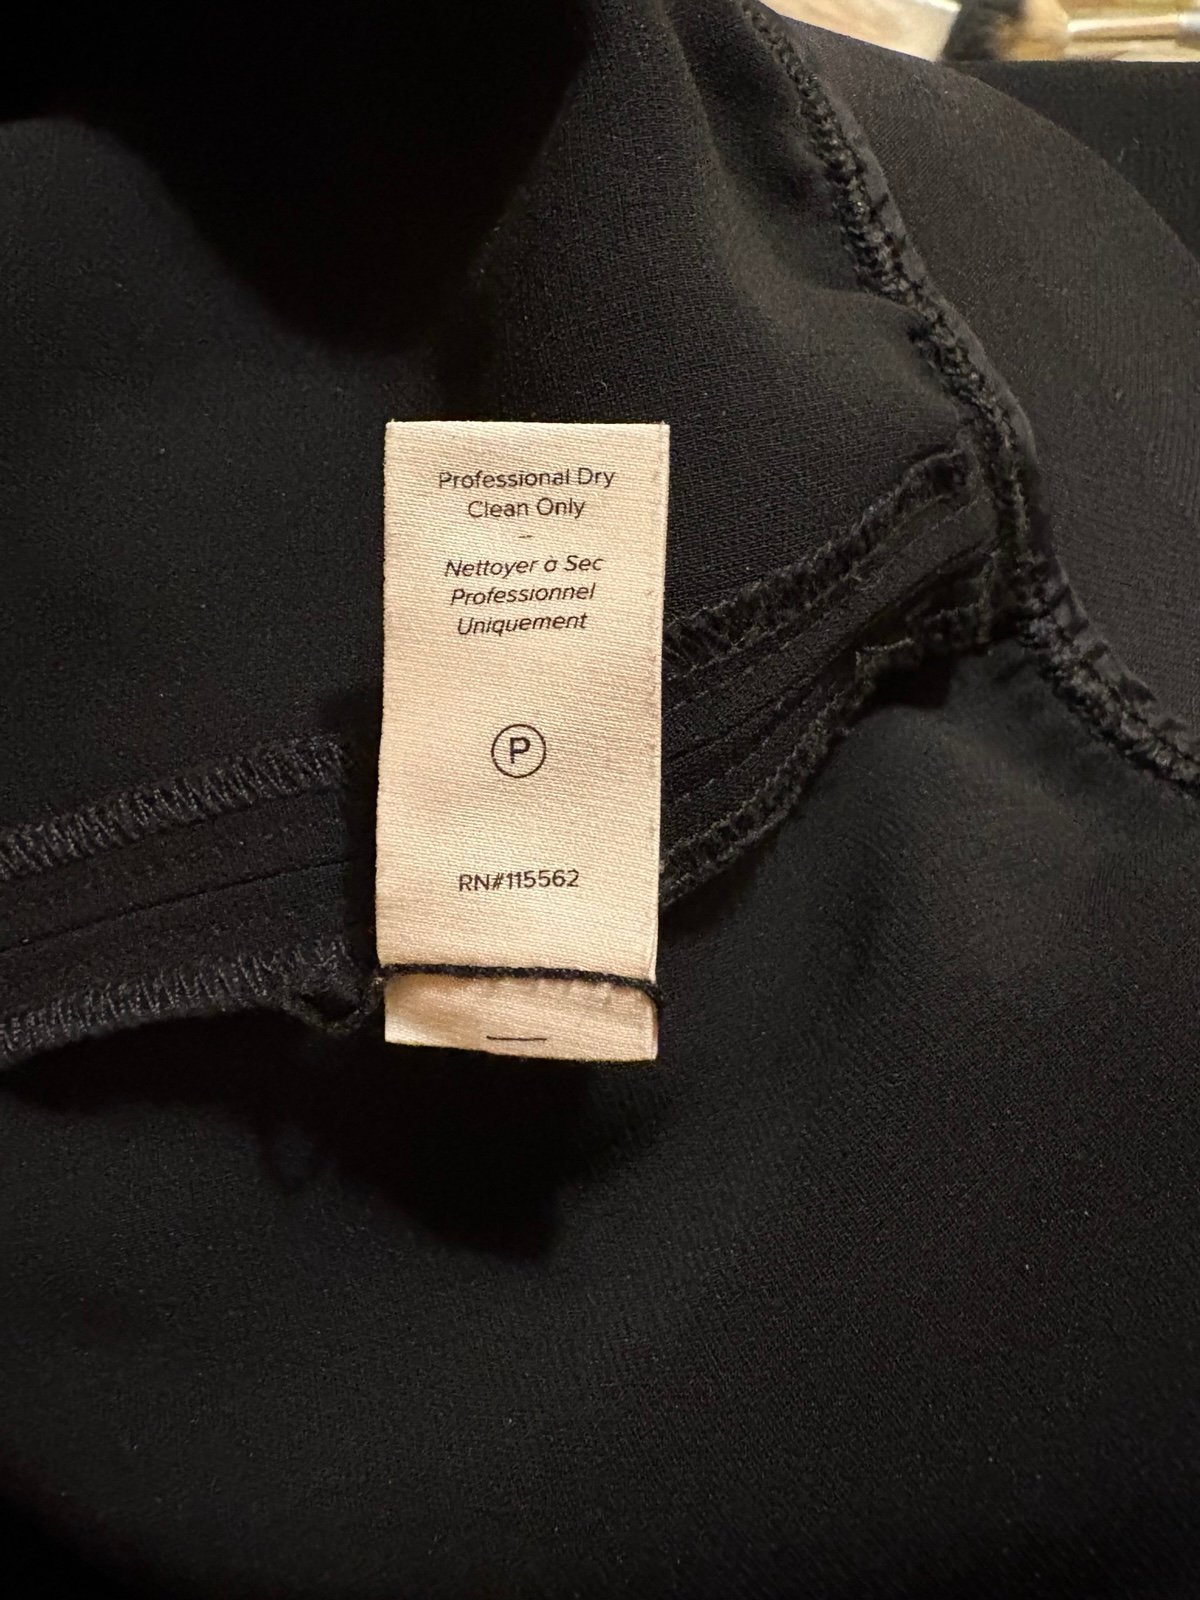 Professional Dry
Clean Only
–
Nettoyer à Sec
Professionnel
Uniquement
P
RN#115562